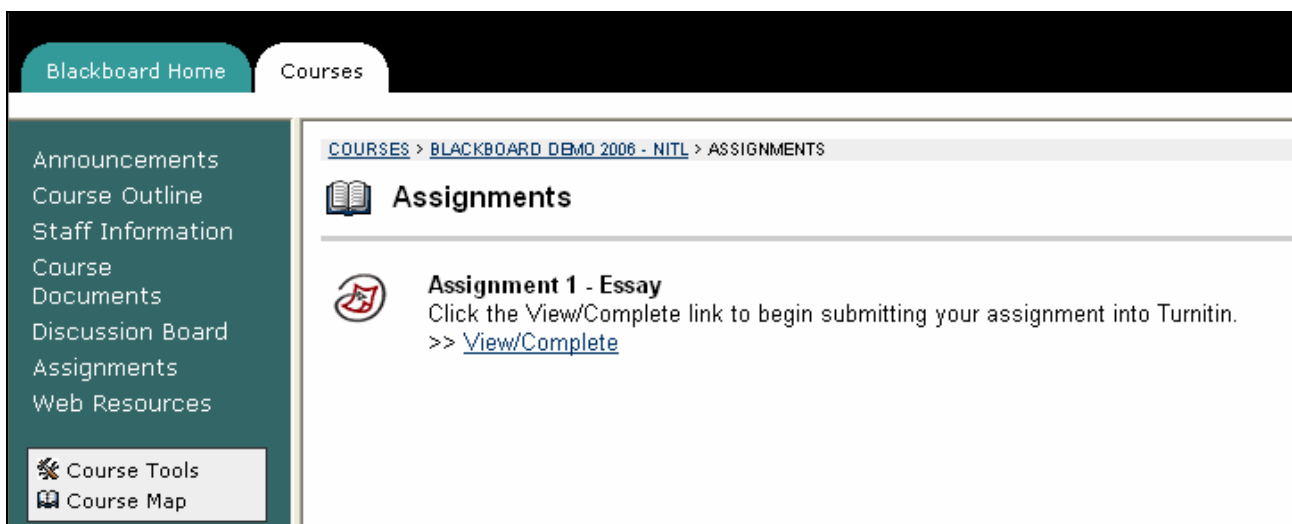 Blackboard Home
Courses
Announcements
Course Outline
Staff Information
Course
Documents
Discussion Board
Assignments
Web Resources
Course Tools
Course Map
COURSES > BLACKBOARD DEMO 2006 - NITL > ASSIGNMENTS
Assignments
Assignment 1 - Essay
Click the View/Complete link to begin submitting your assignment into Turnitin.
>> View/Complete